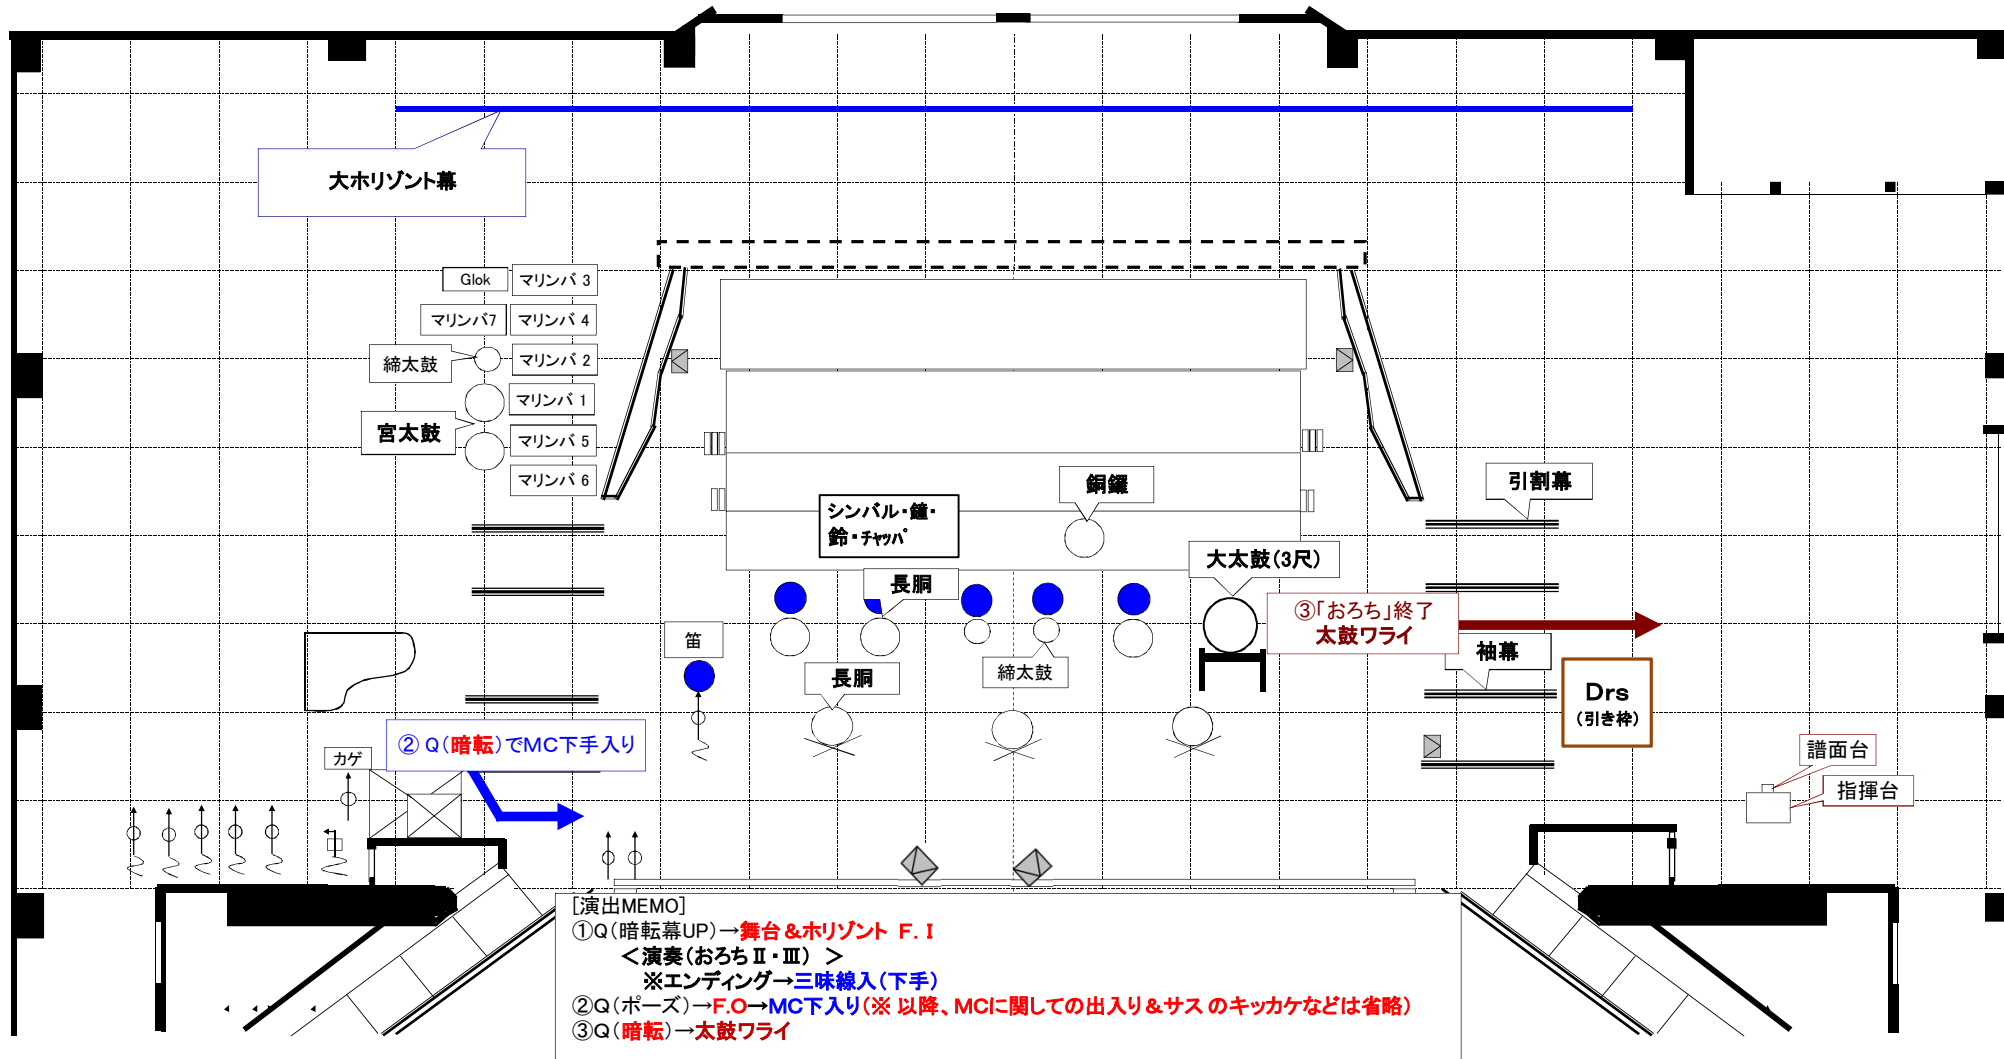 大ホリゾント幕
Glok
マリンバ 3
マリンバ7
マリンバ 4
締太鼓
マリンバ 2
マリンバ 1
宮太鼓
マリンバ 5
マリンバ 6
銅鑼
引割幕
シンバル・鐘・
鈴・チャッパ
長胴
大太鼓(3尺)
③「おろち」終了
太鼓ワライ
笛
締太鼓
袖幕
長胴
Drs
(引き枠)
②Q(暗転)でMC下手入り
カゲ
譜面台
指揮台
[演出MEMO]
①Q(暗転幕UP)→舞台&ホリゾント F.I
<演奏(おろちⅡ・Ⅲ) >
※エンディング→三味線入(下手)
②Q(ポーズ)→F.O→MC下入り(※ 以降、MCに関しての出入り&サスのキッカケなどは省略)
③Q(暗転)→太鼓ワライ